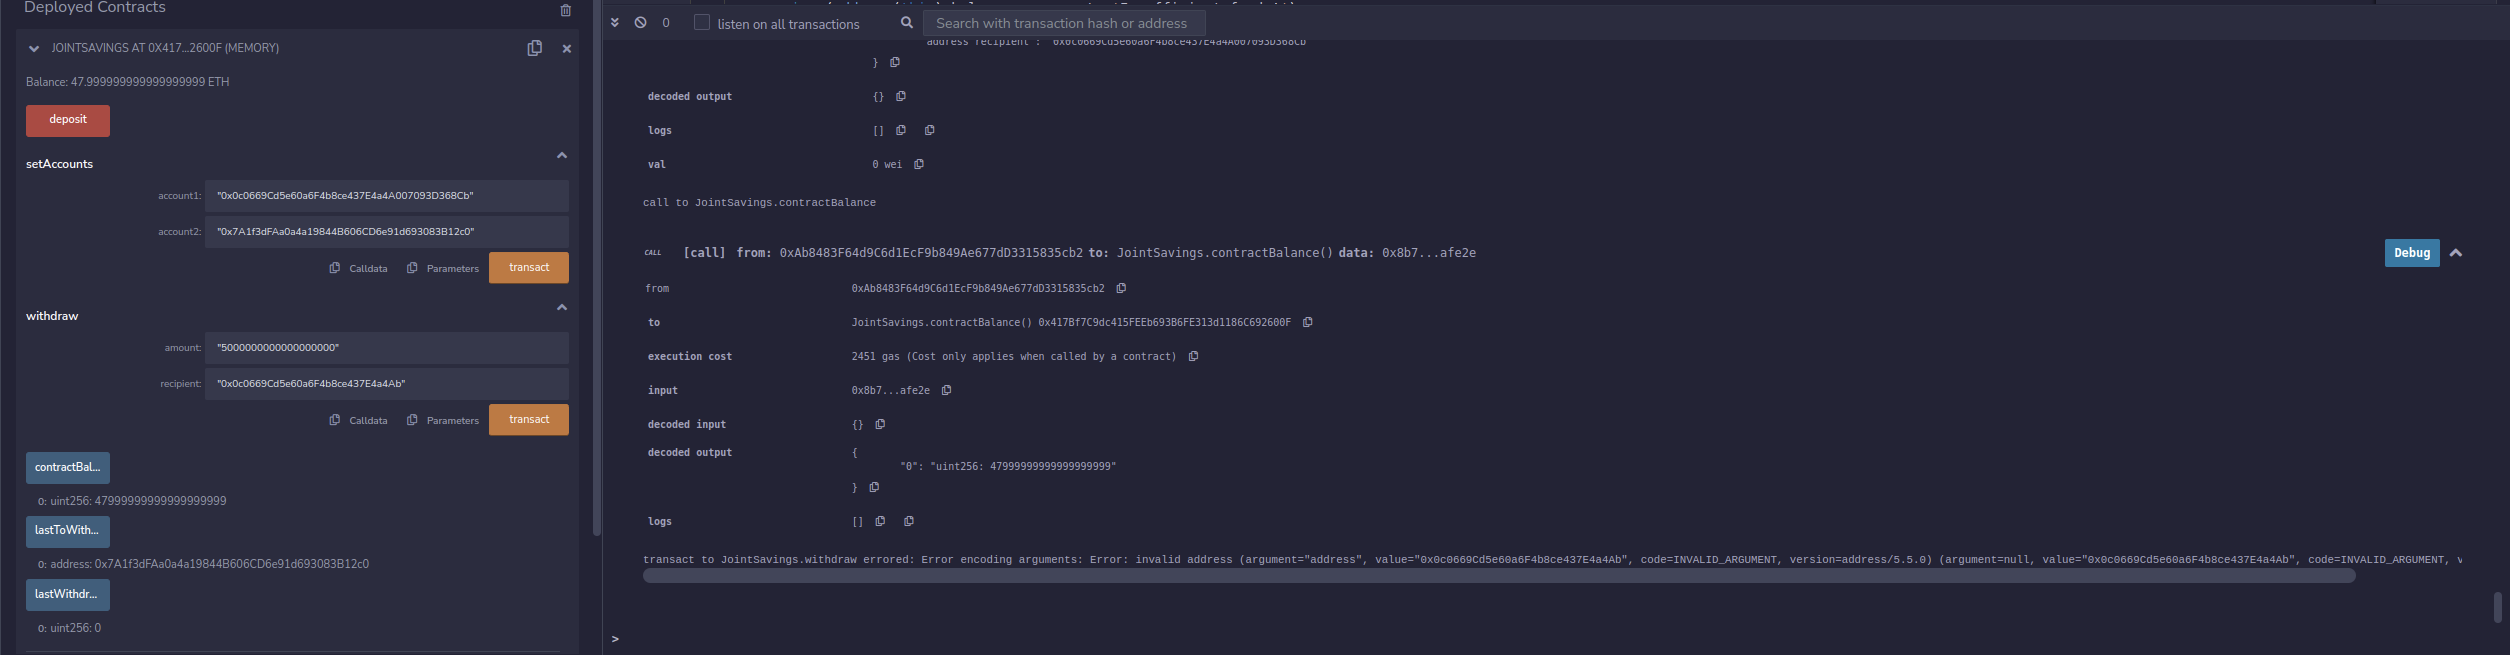 Deployed Contracts
JOINTSAVINGS AT 0X417...2600F (MEMORY)
Balance: 47.999999999999999999 ETH
deposit
setAccounts
account1: "0x0c0669Cd5e60a6F4b8ce437E4a4A007093D368Cb"
account2: "0x7A1f3dFAa0a4a19844B606CD6e91d693083B12c0"
Calldata Parameters transact
withdraw
amount: "5000000000000000000"
recipient: "0x0c0669Cd5e60a6F4b8ce437E4a4Ab"
Calldata Parameters transact
contractBal...
0: uint256: 47999999999999999999
lastToWith...
0: address: 0x7A1f3dFAa0a4a19844B606CD6e91d693083B12c0
lastWithdr...
0: uint256: 0
0 listen on all transactions Search with transaction hash or address
address recipient : 0x0c0669Cd5e60a6F4b8ce437E4a4A007093D368Cb
}
decoded output {}
logs []
val 0 wei
call to JointSavings.contractBalance
CALL [call] from: 0xAb8483F64d9C6d1EcF9b849Ae677dD3315835cb2 to: JointSavings.contractBalance() data: 0x8b7...afe2e Debug
from 0xAb8483F64d9C6d1EcF9b849Ae677dD3315835cb2
to JointSavings.contractBalance() 0x417Bf7C9dc415FEEb693B6FE313d1186C692600F
execution cost 2451 gas (Cost only applies when called by a contract)
input 0x8b7...afe2e
decoded input {}
decoded output {
"0": "uint256: 47999999999999999999"
}
logs []
transact to JointSavings.withdraw errored: Error encoding arguments: Error: invalid address (argument="address", value="0x0c0669Cd5e60a6F4b8ce437E4a4Ab", code=INVALID_ARGUMENT, version=address/5.5.0) (argument=null, value="0x0c0669Cd5e60a6F4b8ce437E4a4Ab", code=INVALID_ARGUMENT, v
>